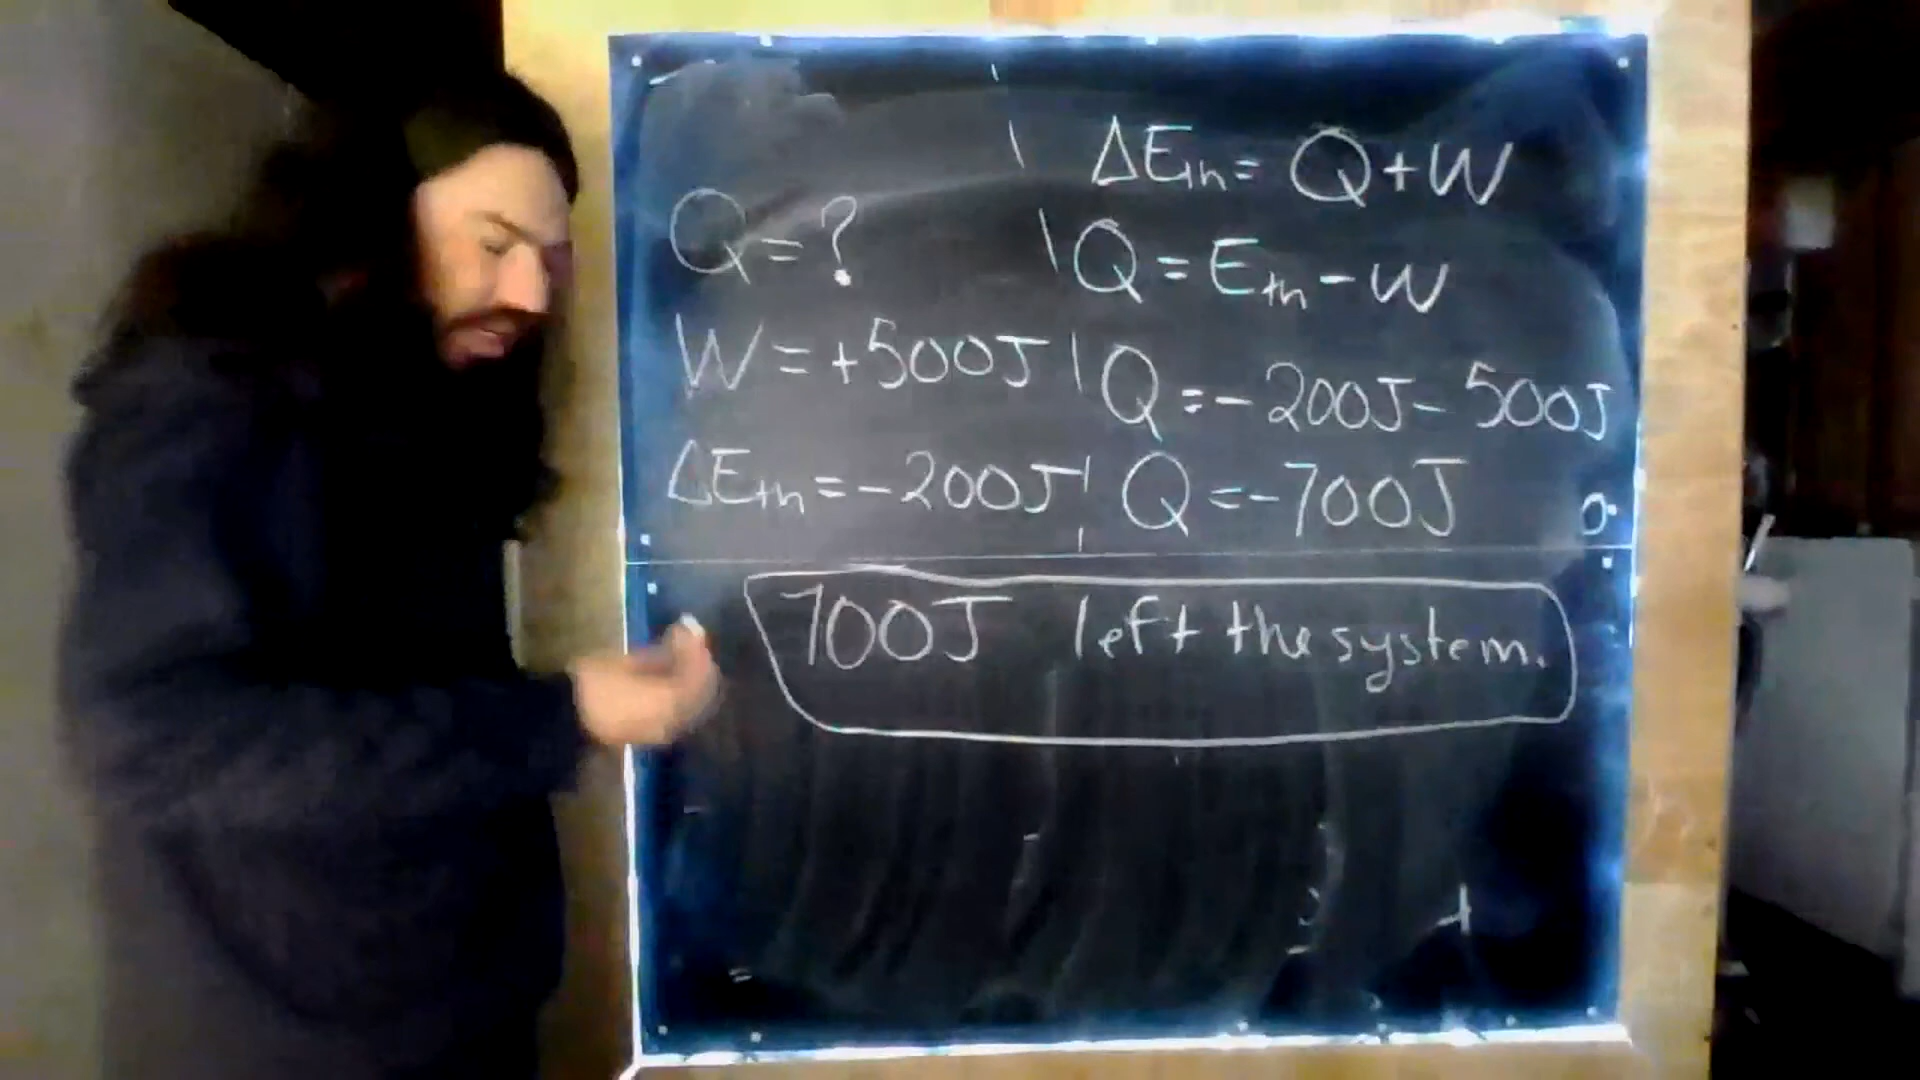 Q = ?
W = +500J
ΔEth = -200J
ΔEth = Q + W
Q = Eth - W
Q = - 200J - 500J
Q = -700J
700J left the system.